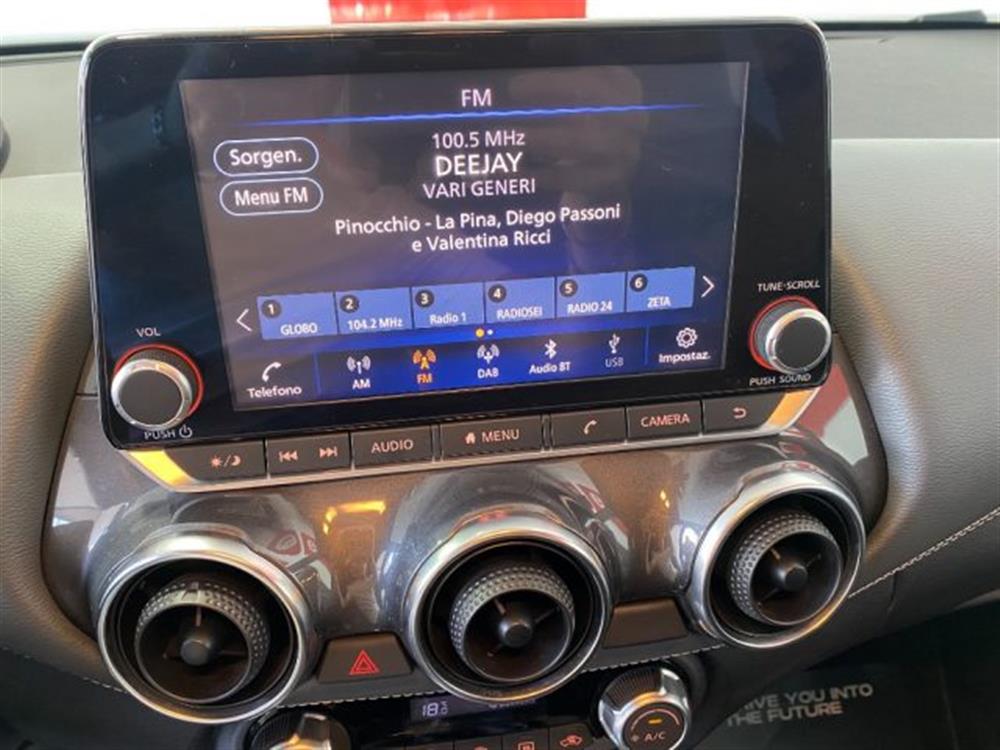 FM
100.5 MHz
DEEJAY
VARI GENERI
Sorgen.
Menu FM
Pinocchio - La Pina, Diego Passoni
e Valentina Ricci
1 GLOBO
2 104.2 MHz
3 Radio 1
4 RADIOSEI
5 RADIO 24
6 ZETA
Telefono
AM
FM
DAB
Audio BT
USB
Impostaz.
VOL
PUSH
TUNE·SCROLL
PUSH SOUND
AUDIO
MENU
CAMERA
18
A/C
YOU INTO
THE FUTURE